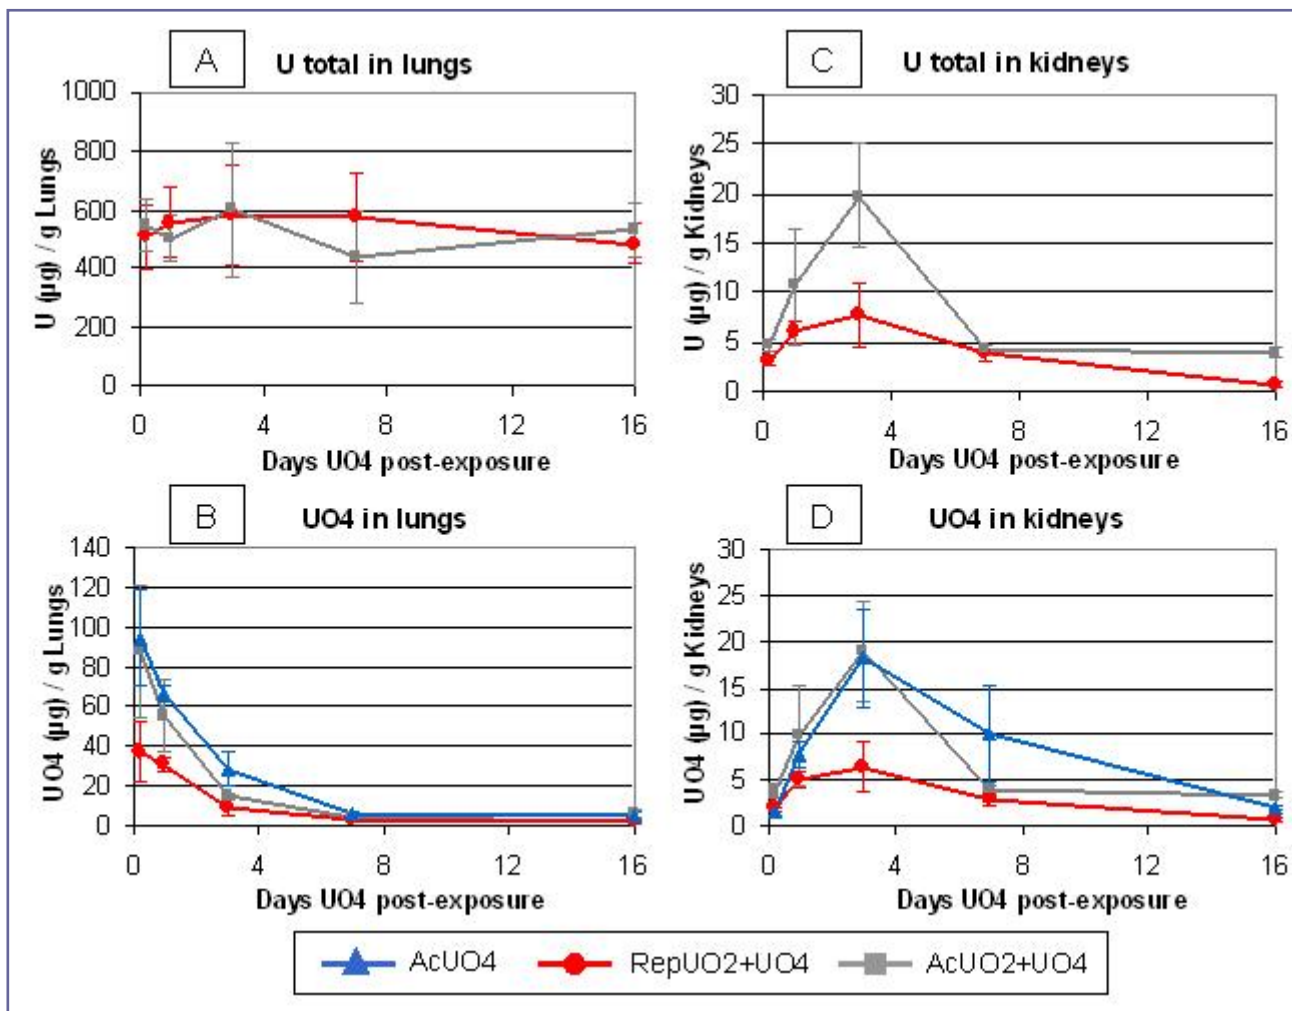 A
U total in lungs
U (µg) / g Lungs
1000
800
600
400
200
0
0 4 8 12 16
Days UO4 post-exposure
C
U total in kidneys
U (µg) / g Kidneys
30
25
20
15
10
5
0
0 4 8 12 16
Days UO4 post-exposure
B
UO4 in lungs
UO4 (µg) / g Lungs
140
120
100
80
60
40
20
0
0 4 8 12 16
Days UO4 post-exposure
D
UO4 in kidneys
UO4 (µg) / g Kidneys
30
25
20
15
10
5
0
0 4 8 12 16
Days UO4 post-exposure
AcUO4 RepUO2+UO4 AcUO2+UO4